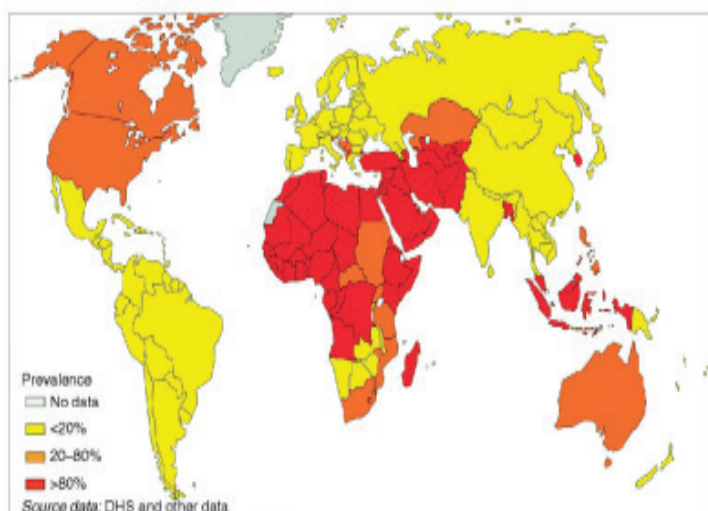 Prevalence
No data
<20%
20–80%
>80%
Source data: DHS and other data